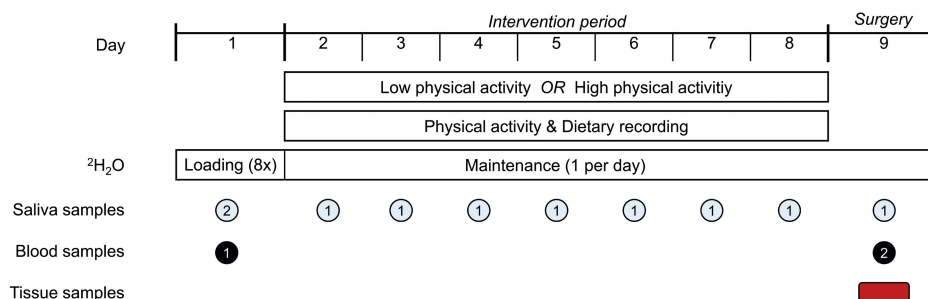 Intervention period Surgery
Day 1 2 3 4 5 6 7 8 9
Low physical activity OR High physical activitiy
Physical activity & Dietary recording
²H₂O Loading (8x) Maintenance (1 per day)
Saliva samples 2 1 1 1 1 1 1 1 1
Blood samples 1 2
Tissue samples